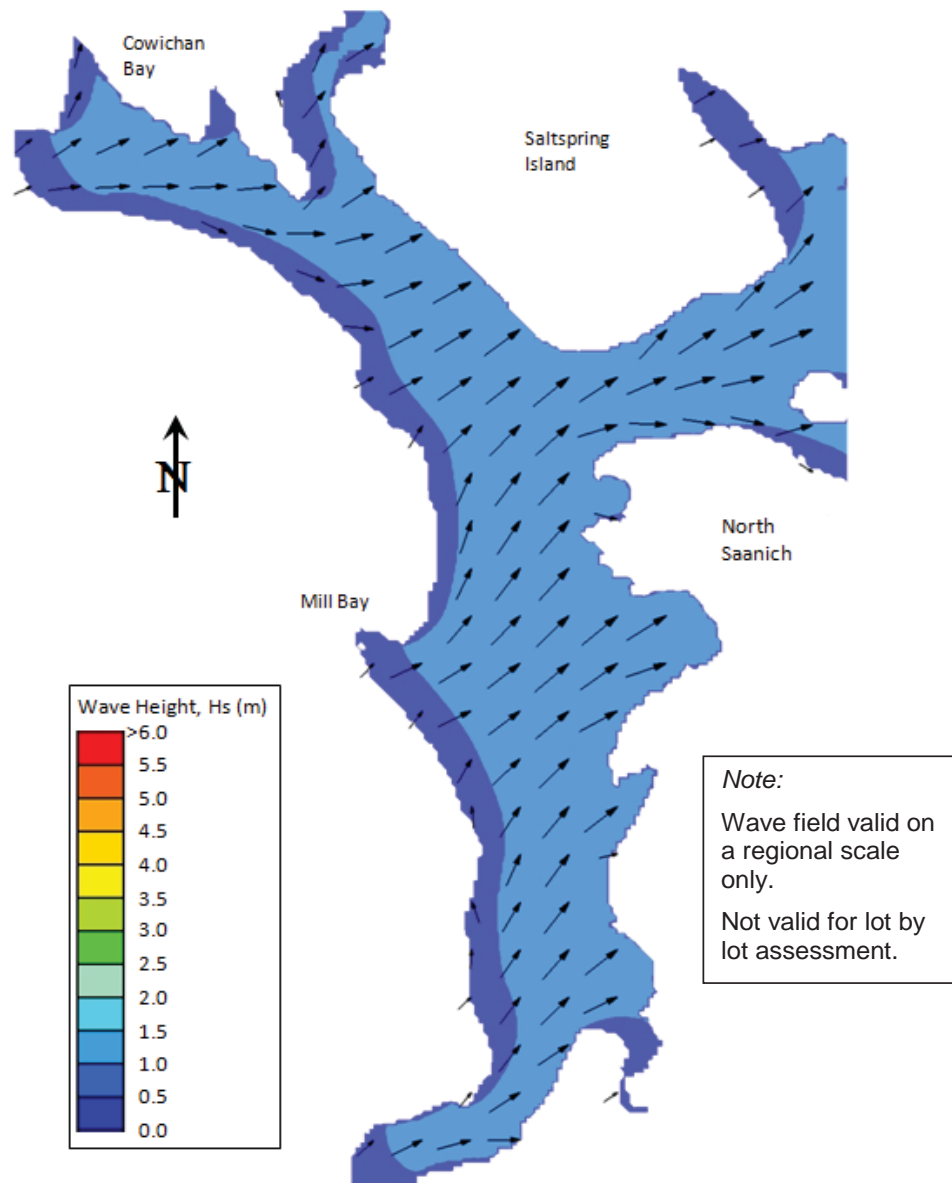 Cowichan
Bay
Saltspring
Island
N
North
Saanich
Mill Bay
Wave Height, Hs (m)
>6.0
5.5
5.0
4.5
4.0
3.5
3.0
2.5
2.0
1.5
1.0
0.5
0.0
Note:
Wave field valid on
a regional scale
only.
Not valid for lot by
lot assessment.